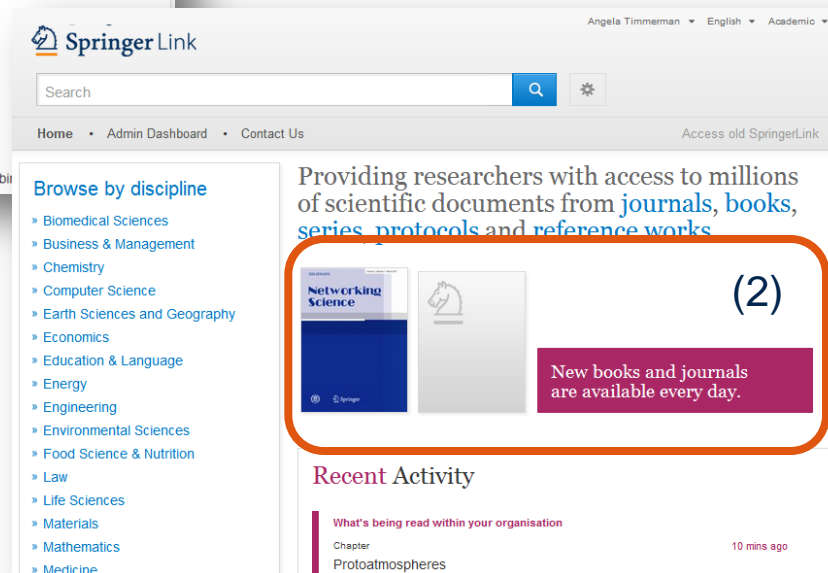 Angela Timmerman English Academic
Springer Link
Search
Home • Admin Dashboard • Contact Us Access old SpringerLink
Browse by discipline
» Biomedical Sciences
» Business & Management
» Chemistry
» Computer Science
» Earth Sciences and Geography
» Economics
» Education & Language
» Energy
» Engineering
» Environmental Sciences
» Food Science & Nutrition
» Law
» Life Sciences
» Materials
» Mathematics
» Medicine
Providing researchers with access to millions
of scientific documents from journals, books,
series, protocols and reference works
Networking
Science
Springer
(2)
New books and journals
are available every day.
Recent Activity
What's being read within your organisation
Chapter 10 mins ago
Protoatmospheres